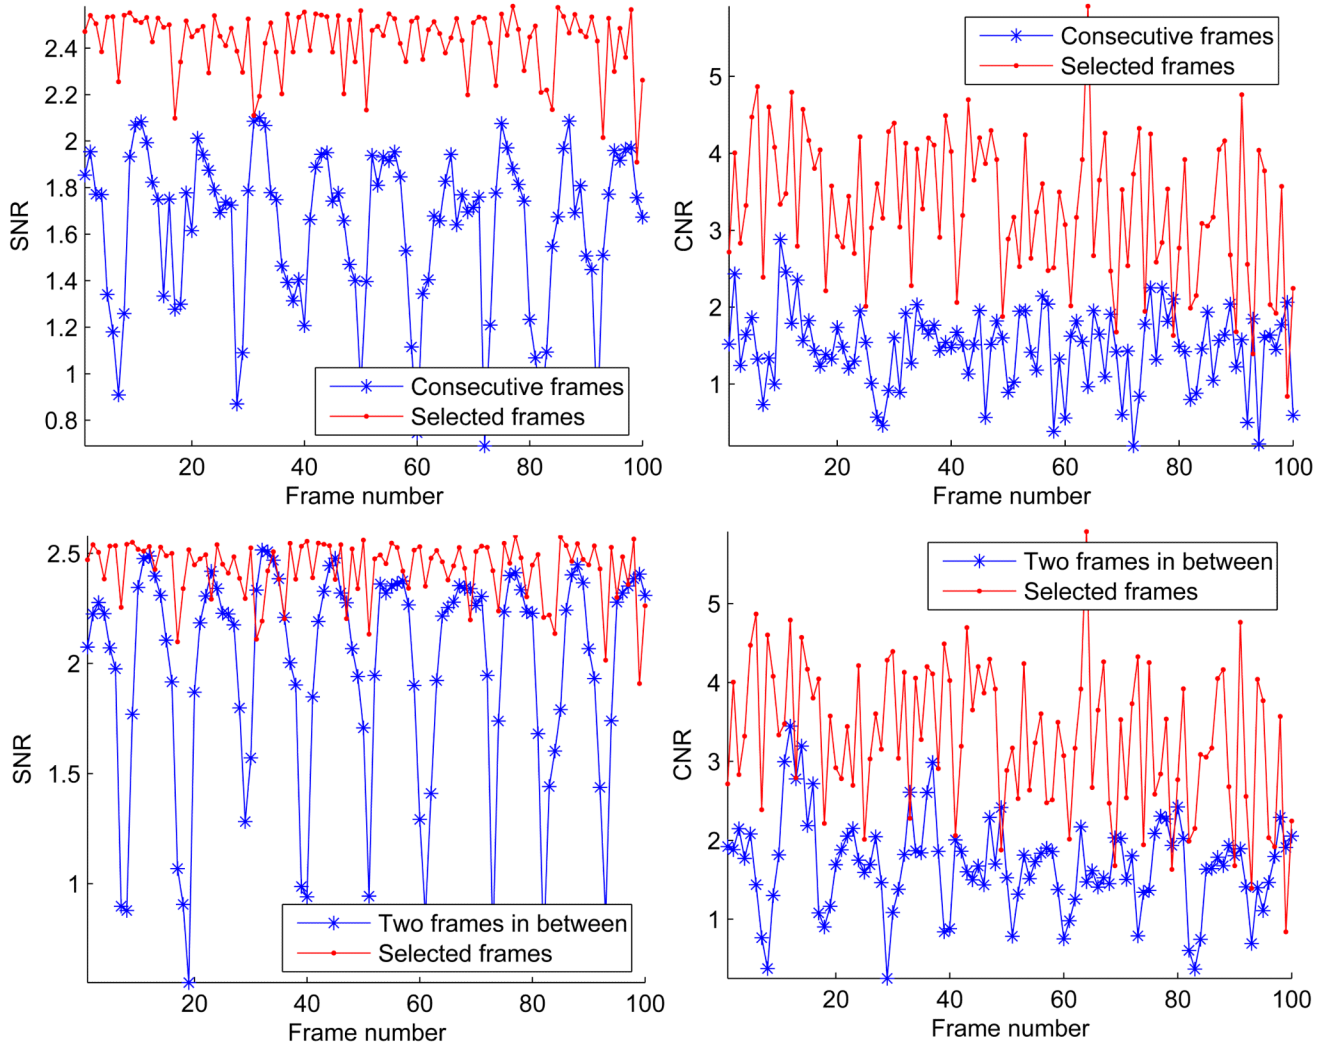 2.4
2.2
2
1.8
1.6
1.4
1.2
1
0.8
SNR
Consecutive frames
Selected frames
20
40
60
80
100
Frame number
5
4
3
2
1
CNR
Consecutive frames
Selected frames
20
40
60
80
100
Frame number
2.5
2
1.5
1
SNR
Two frames in between
Selected frames
20
40
60
80
100
Frame number
5
4
3
2
1
CNR
Two frames in between
Selected frames
20
40
60
80
100
Frame number